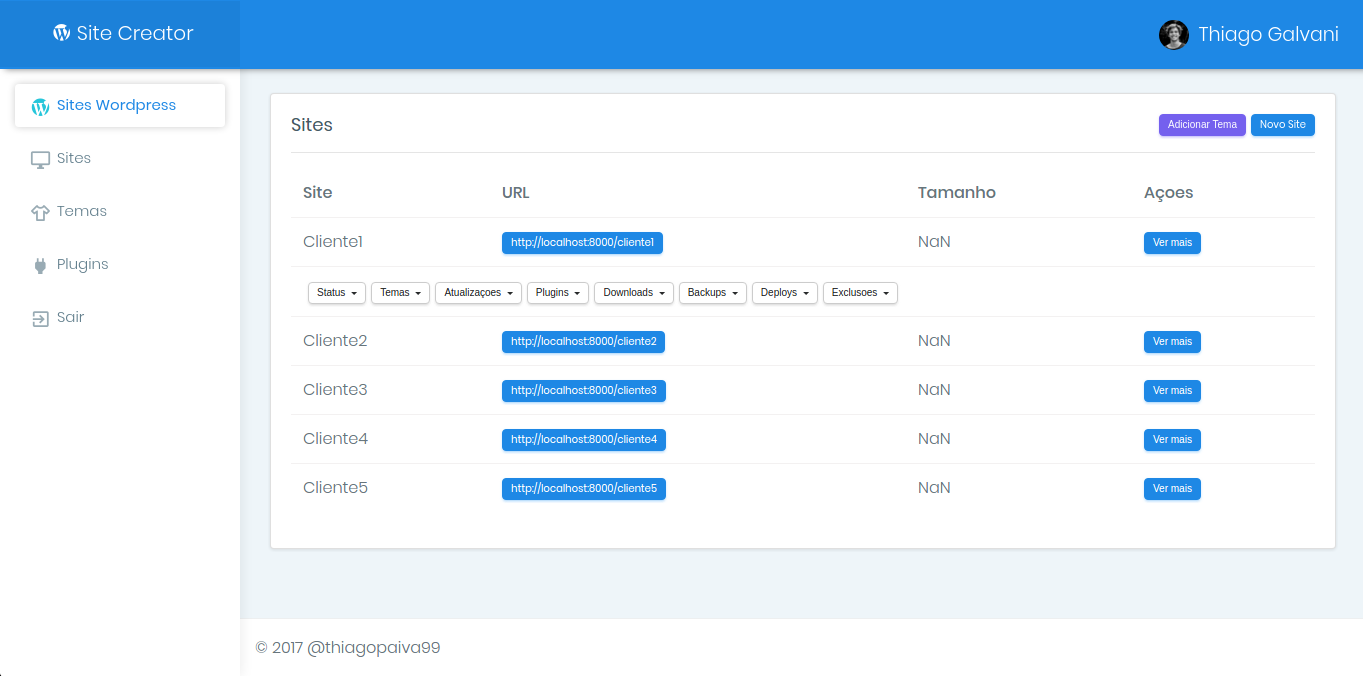 Site Creator
Thiago Galvani
Sites Wordpress
Sites
Temas
Plugins
Sair
Sites
Adicionar Tema
Novo Site
Site URL Tamanho Açoes
Cliente1 http://localhost:8000/cliente1 NaN Ver mais
Status Temas Atualizaçoes Plugins Downloads Backups Deploys Exclusoes
Cliente2 http://localhost:8000/cliente2 NaN Ver mais
Cliente3 http://localhost:8000/cliente3 NaN Ver mais
Cliente4 http://localhost:8000/cliente4 NaN Ver mais
Cliente5 http://localhost:8000/cliente5 NaN Ver mais
© 2017 @thiagopaiva99